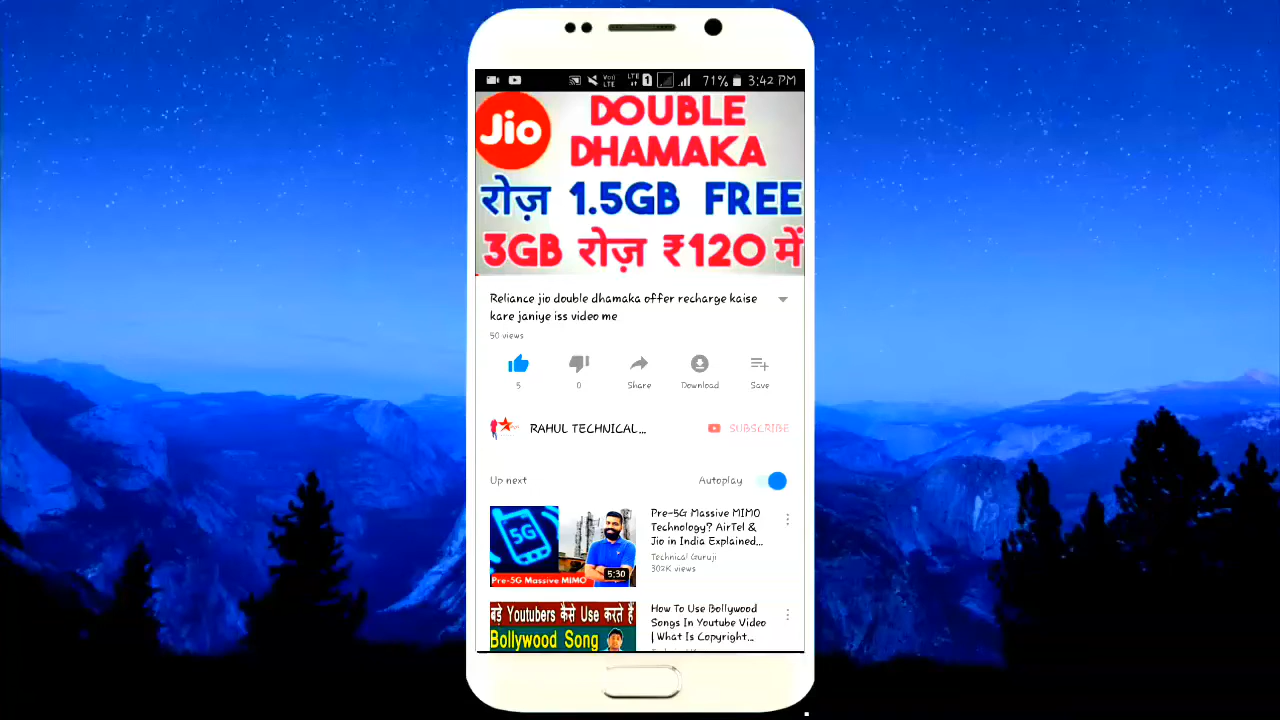 VoLTE LTE 1 71% 3:42 PM
Jio
DOUBLE
DHAMAKA
रोज़ 1.5GB FREE
3GB रोज़ ₹120 में
Reliance jio double dhamaka offer recharge kaise
kare janiye iss video me
50 views
5 0 Share Download Save
RAHUL TECHNICAL... SUBSCRIBE
Up next Autoplay
5G
5:30
Pre-5G Massive MIMO
Pre-5G Massive MIMO
Technology? AirTel &
Jio in India Explained...
Technical Guruji
302K views
बड़े Youtubers कैसे Use करते हैं
Bollywood Song
How To Use Bollywood
Songs In Youtube Video
| What Is Copyright...